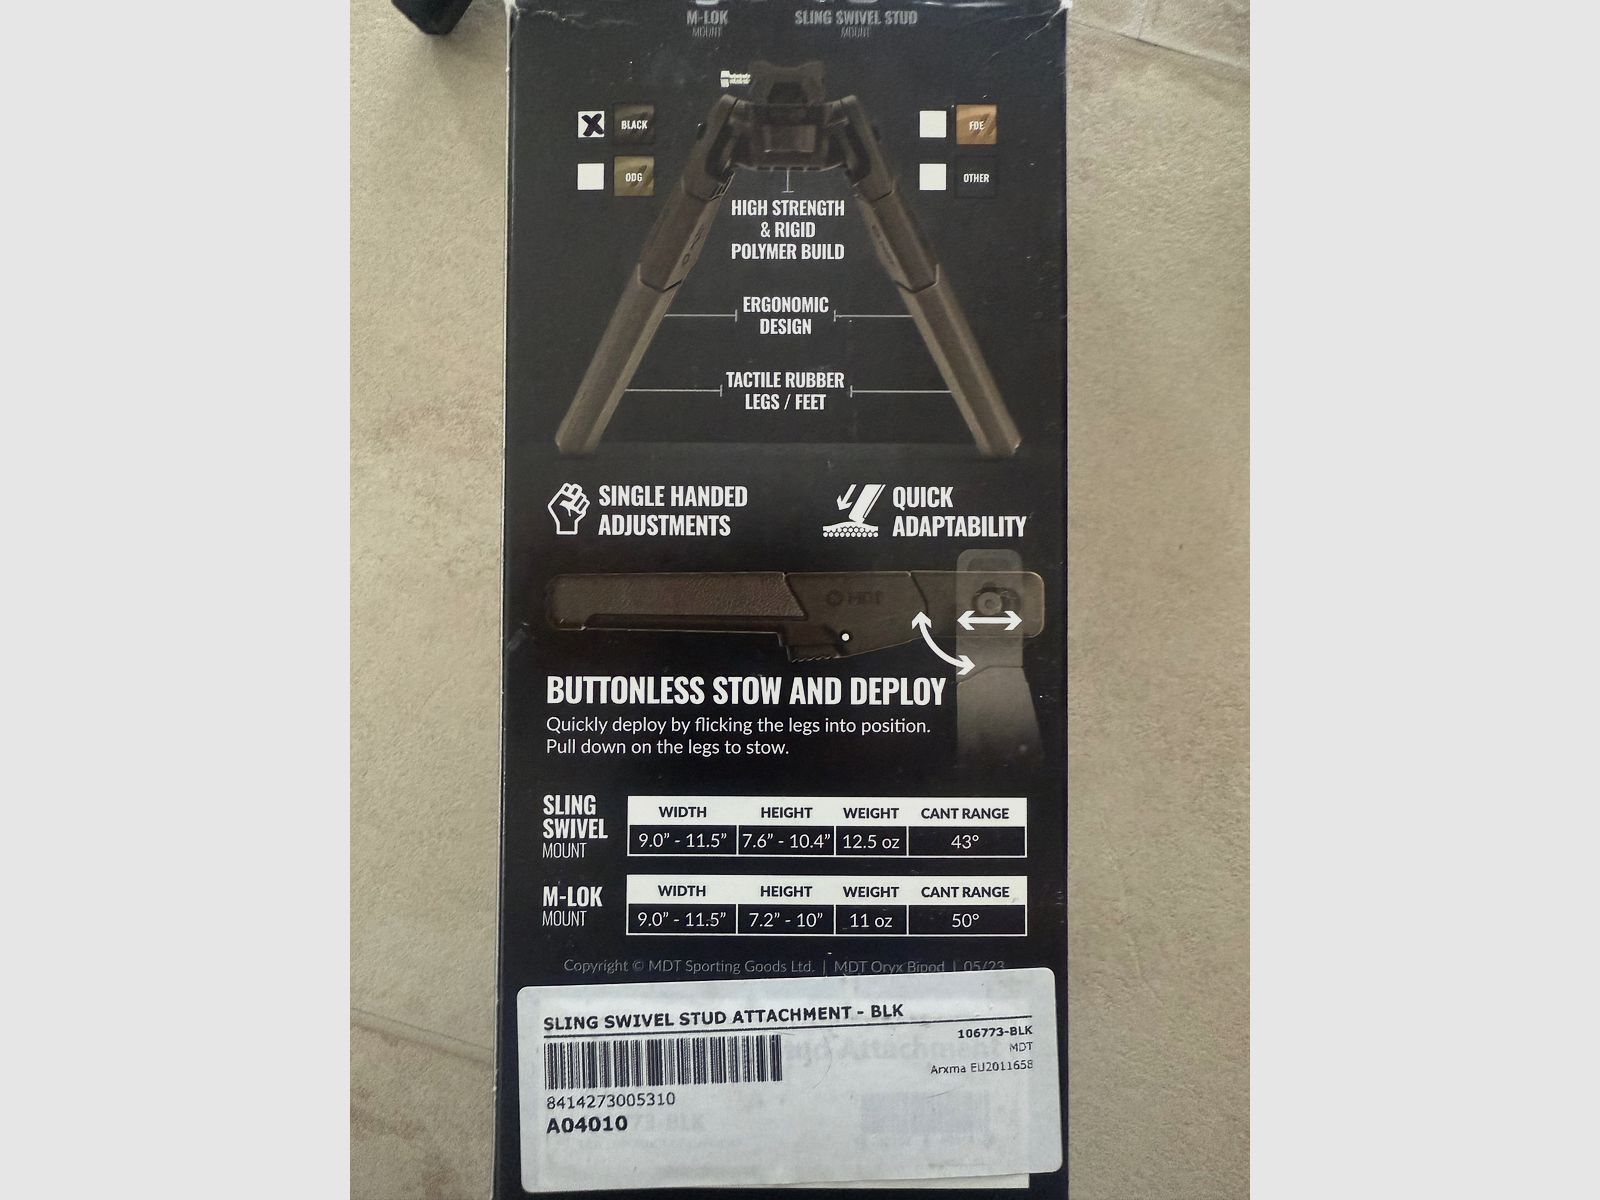 M-LOK
MOUNT
SLING SWIVEL STUD
MOUNT
BLACK
ODG
FDE
OTHER
HIGH STRENGTH
& RIGID
POLYMER BUILD
ERGONOMIC
DESIGN
TACTILE RUBBER
LEGS / FEET
SINGLE HANDED
ADJUSTMENTS
QUICK
ADAPTABILITY
MDT
BUTTONLESS STOW AND DEPLOY
Quickly deploy by flicking the legs into position.
Pull down on the legs to stow.
SLING
SWIVEL
MOUNT
WIDTH HEIGHT WEIGHT CANT RANGE
9.0” - 11.5” 7.6” - 10.4” 12.5 oz 43°
M-LOK
MOUNT
WIDTH HEIGHT WEIGHT CANT RANGE
9.0” - 11.5” 7.2” - 10” 11 oz 50°
Copyright © MDT Sporting Goods Ltd. | MDT Oryx Bipod | 05/23
SLING SWIVEL STUD ATTACHMENT - BLK
106773-BLK
MDT
Arxma EU2011658
8414273005310
A04010